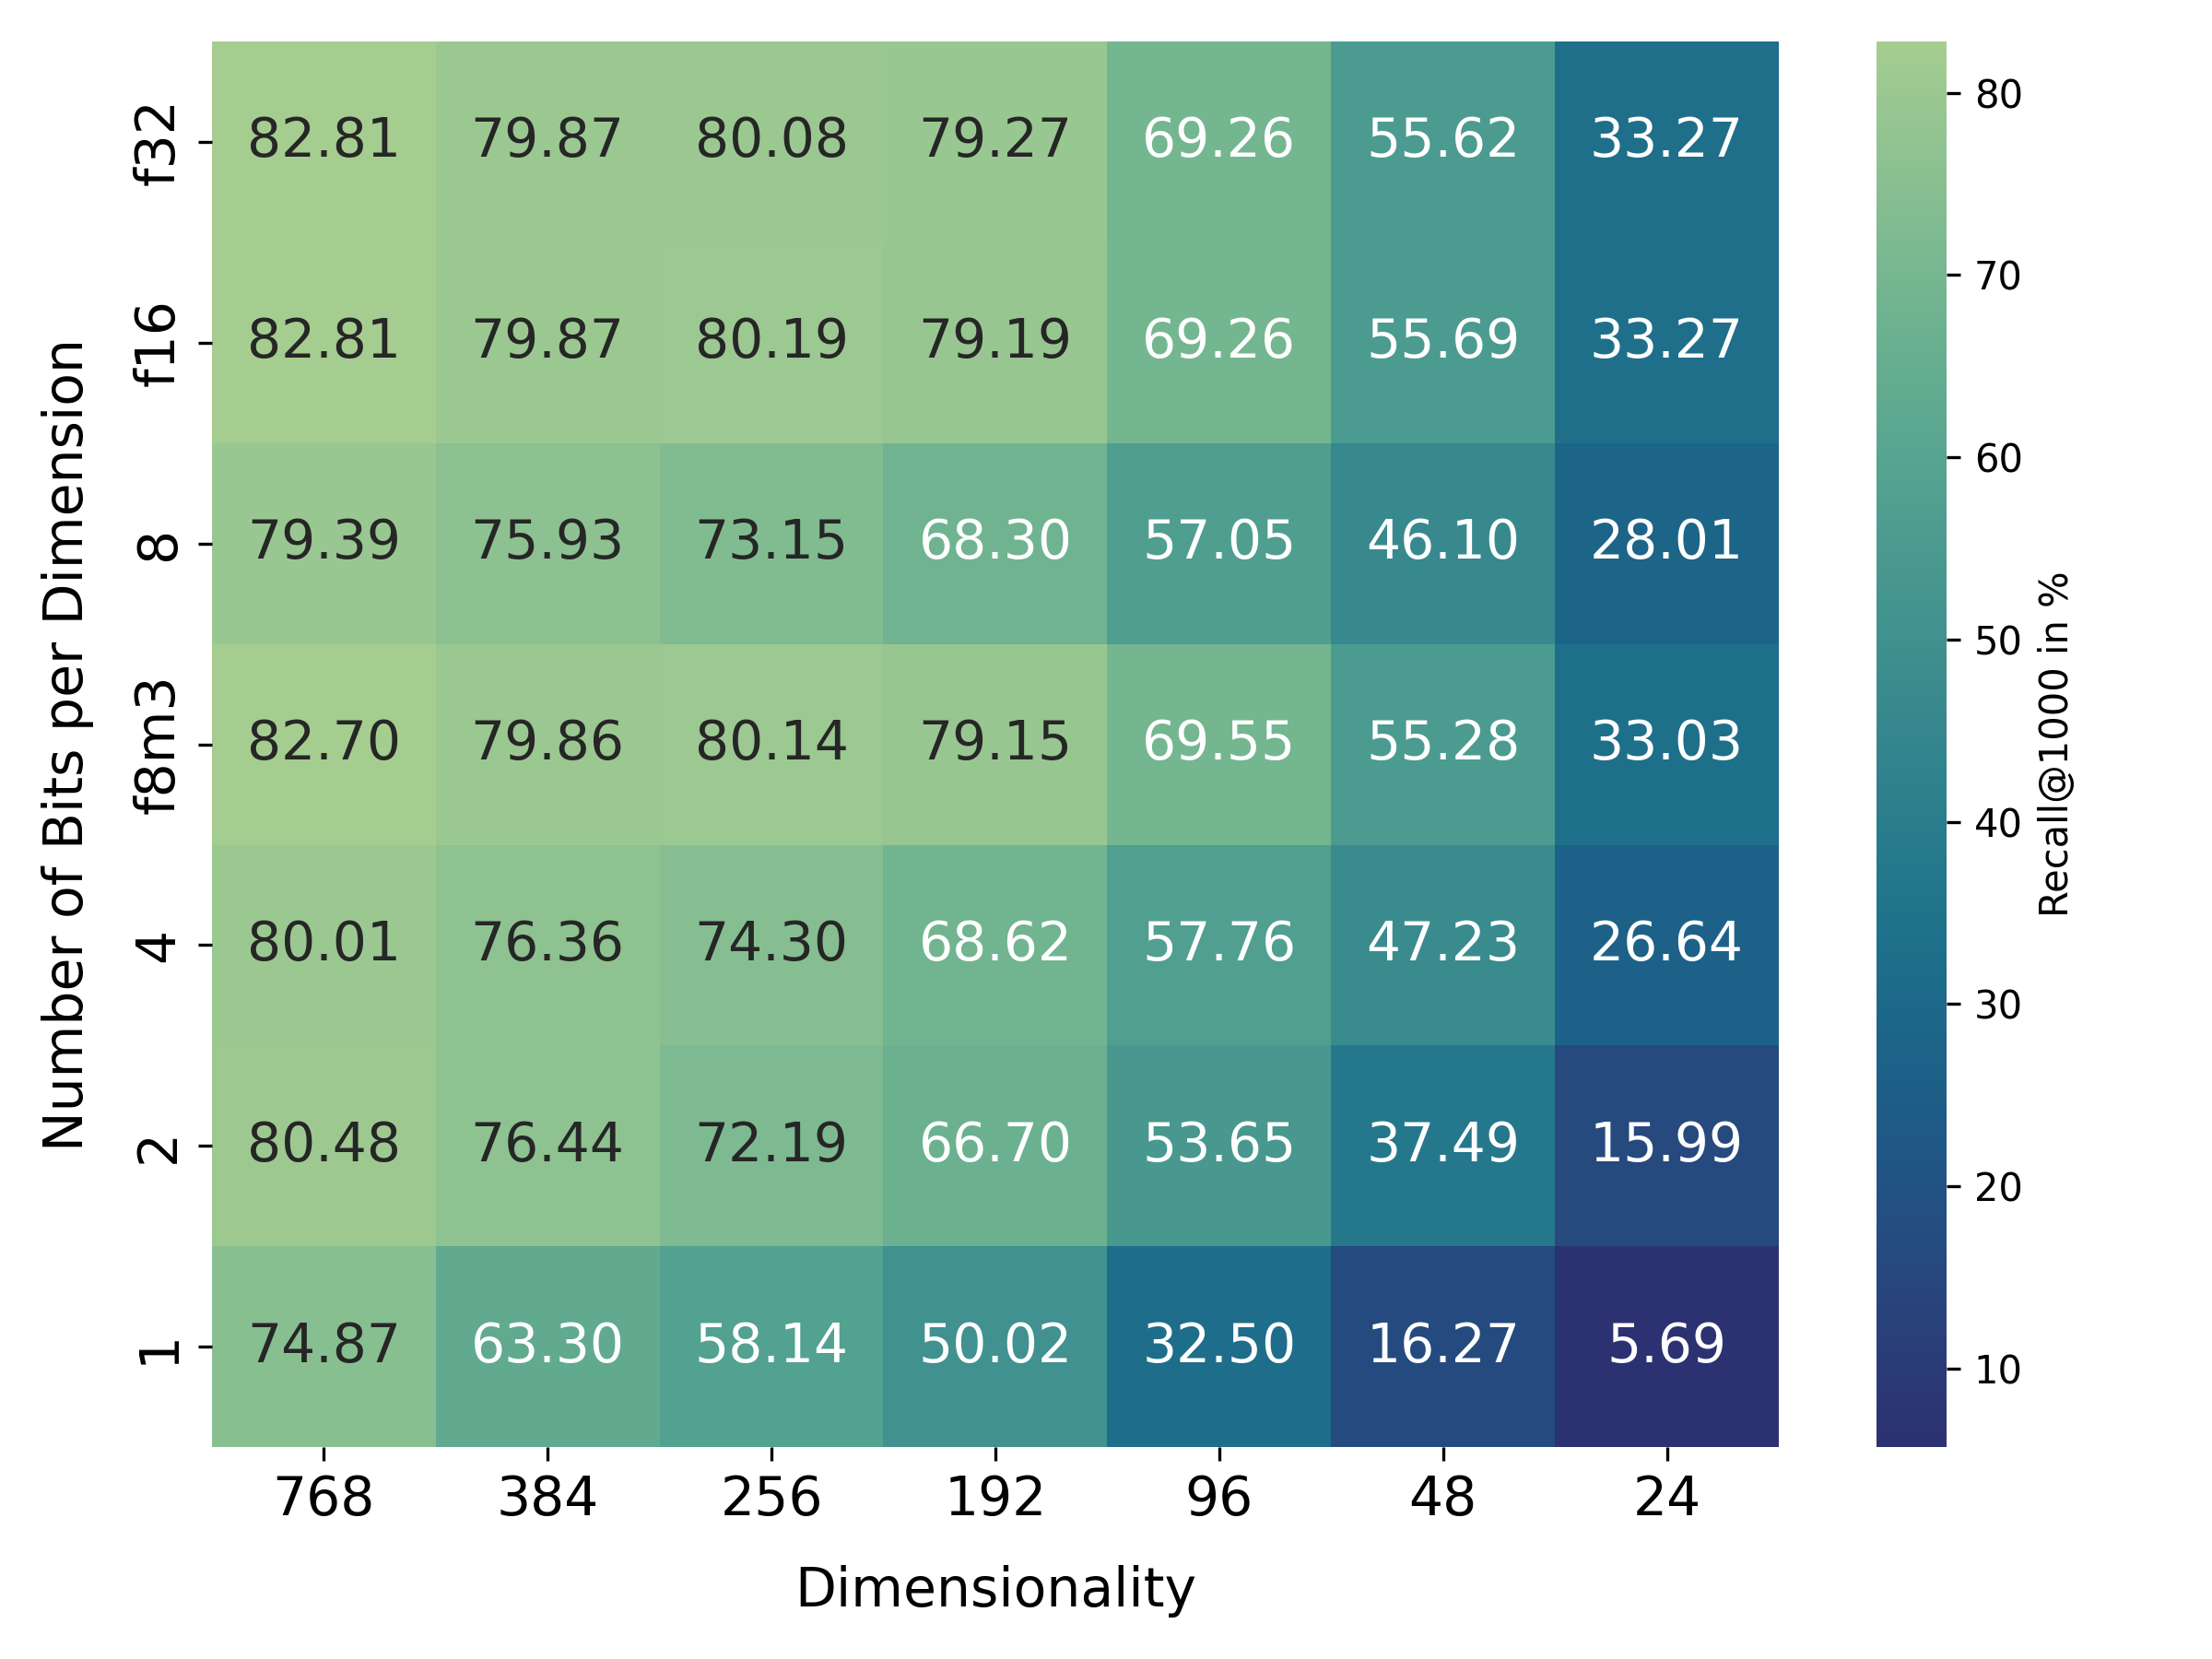 Number of Bits per Dimension
f32 82.81 79.87 80.08 79.27 69.26 55.62 33.27
f16 82.81 79.87 80.19 79.19 69.26 55.69 33.27
8 79.39 75.93 73.15 68.30 57.05 46.10 28.01
f8m3 82.70 79.86 80.14 79.15 69.55 55.28 33.03
4 80.01 76.36 74.30 68.62 57.76 47.23 26.64
2 80.48 76.44 72.19 66.70 53.65 37.49 15.99
1 74.87 63.30 58.14 50.02 32.50 16.27 5.69
768 384 256 192 96 48 24
Dimensionality
80
70
60
50
40
30
20
10
Recall@1000 in %